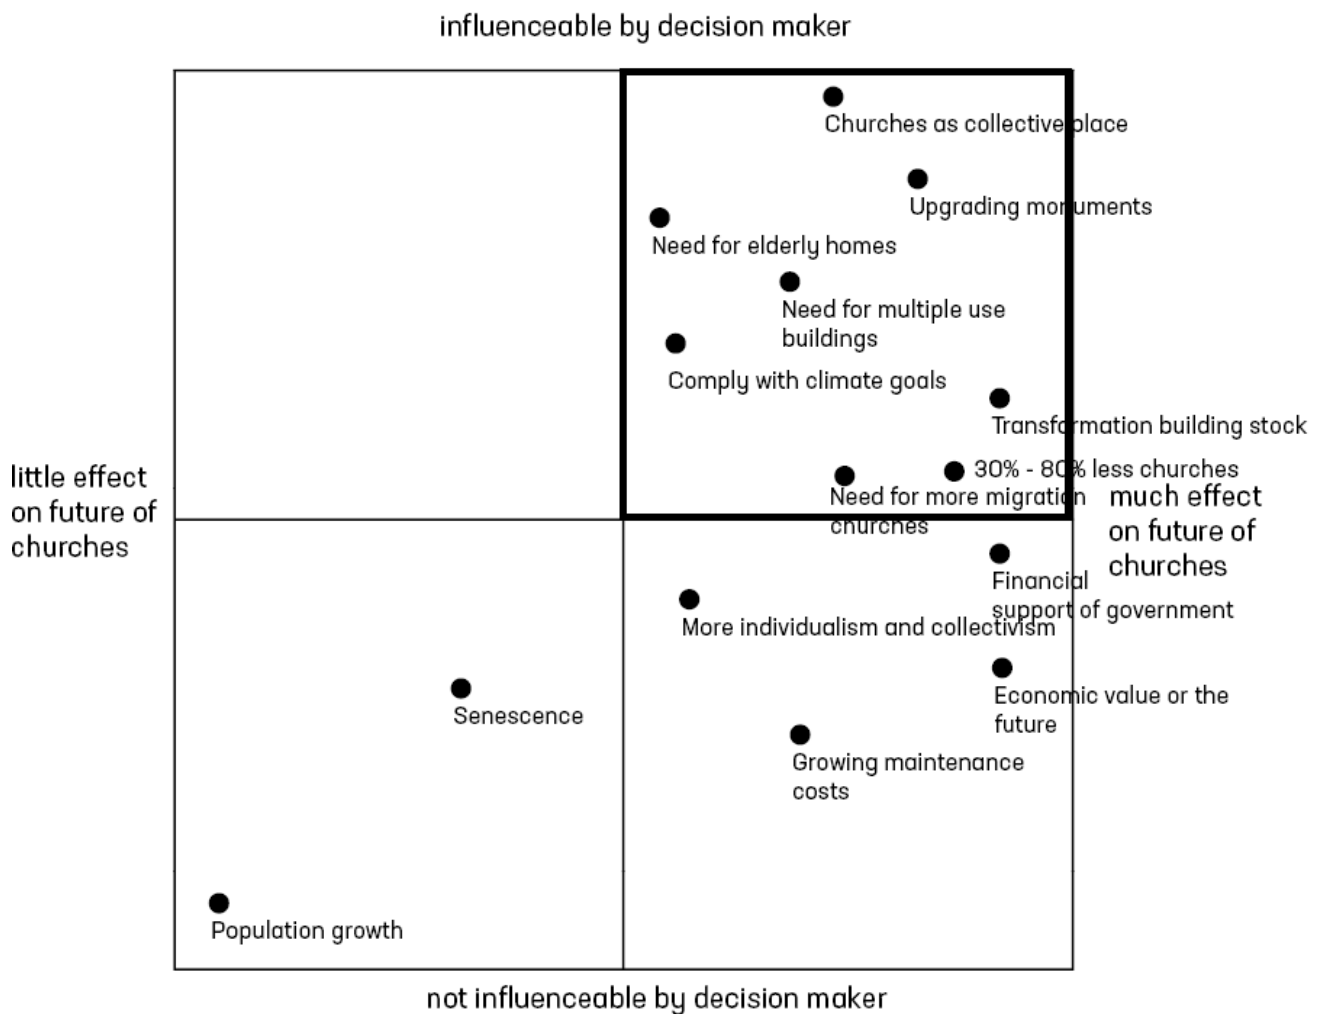 influenceable by decision maker
Churches as collective place
Upgrading monuments
Need for elderly homes
Need for multiple use
buildings
Comply with climate goals
Transformation building stock
30% - 80% less churches
Need for more migration
churches
little effect
on future of
churches
much effect
on future of
churches
Financial
support of government
More individualism and collectivism
Economic value or the
future
Senescence
Growing maintenance
costs
Population growth
not influenceable by decision maker